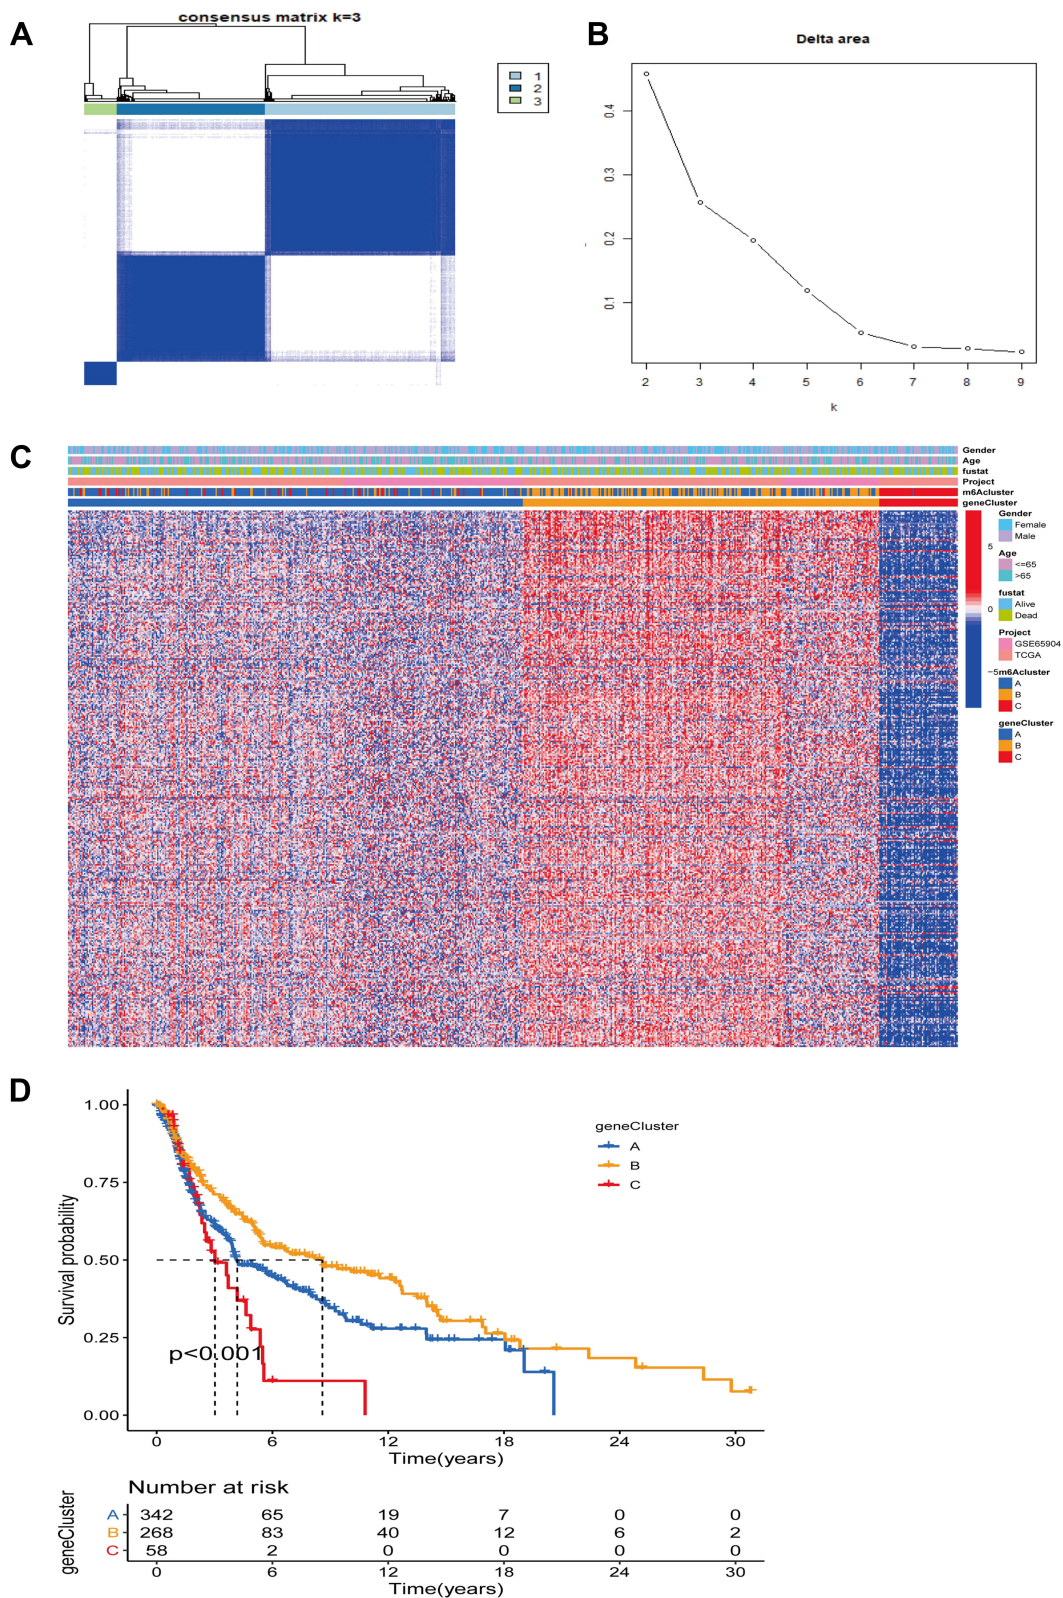 A
consensus matrix k=3
1
2
3
B
Delta area
0.4
0.3
0.2
0.1
2 3 4 5 6 7 8 9
k
C
Gender
Age
fustat
Project
m6Acluster
geneCluster
5
0
−5
Gender
Female
Male
Age
<=65
>65
fustat
Alive
Dead
Project
GSE65904
TCGA
m6Acluster
A
B
C
geneCluster
A
B
C
D
Survival probability
1.00
0.75
0.50
0.25
0.00
p<0.001
geneCluster
A
B
C
0 6 12 18 24 30
Time(years)
Number at risk
geneCluster
A 342 65 19 7 0 0
B 268 83 40 12 6 2
C 58 2 0 0 0 0
0 6 12 18 24 30
Time(years)